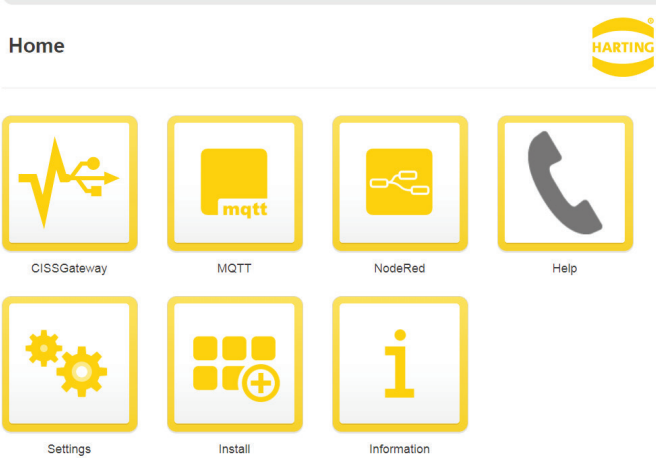 Home
HARTING
mqtt
CISSGateway
MQTT
NodeRed
Help
Settings
Install
Information